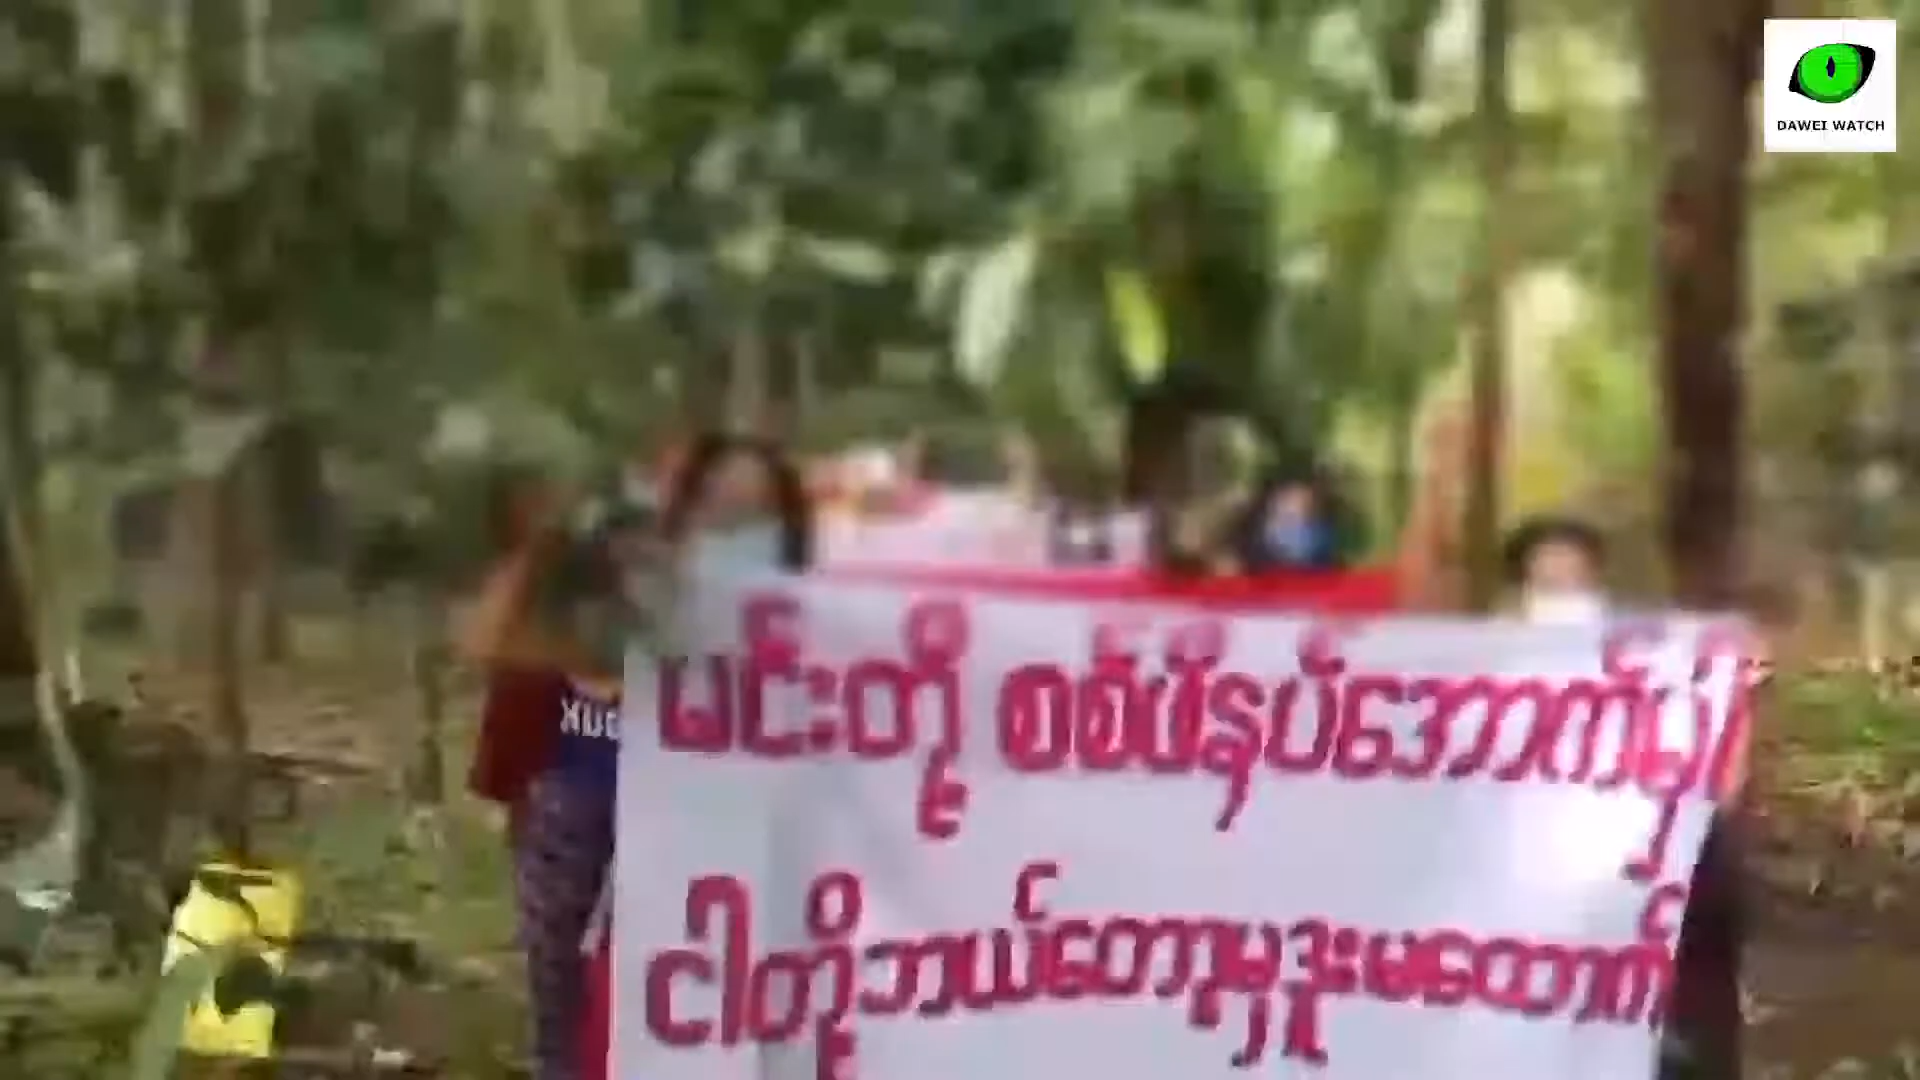 DAWEI WATCH
မင်းတို့ စစ်ဖိနပ်အောက်မှာ
ငါတို့ဘယ်တော့မှဒူးမထောက်